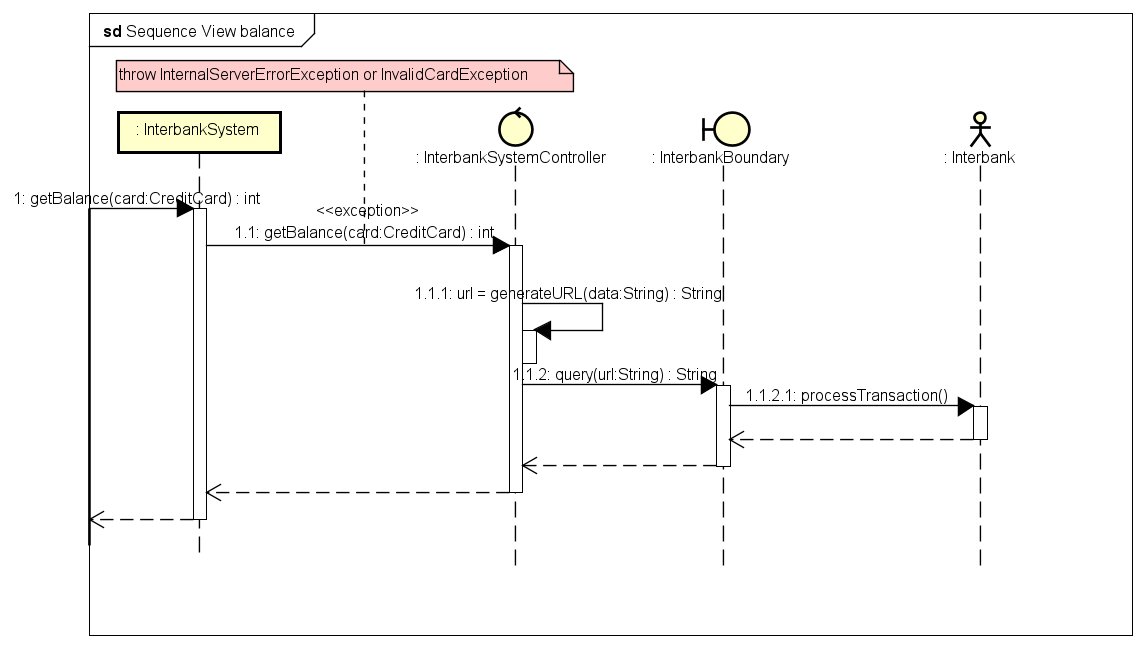 sd Sequence View balance
throw InternalServerErrorException or InvalidCardException
: InterbankSystem
: InterbankSystemController
: InterbankBoundary
: Interbank
1: getBalance(card:CreditCard) : int
<<exception>>
1.1: getBalance(card:CreditCard) : int
1.1.1: url = generateURL(data:String) : String
1.1.2: query(url:String) : String
1.1.2.1: processTransaction()